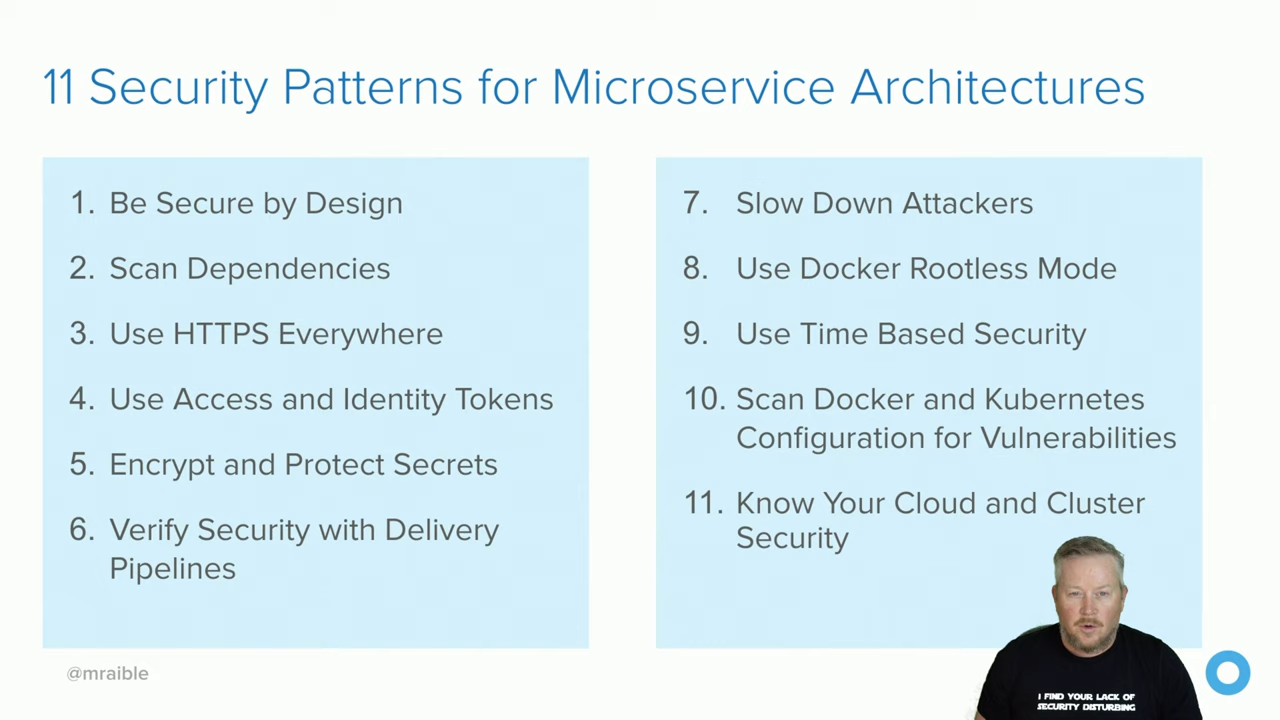 11 Security Patterns for Microservice Architectures
1. Be Secure by Design
2. Scan Dependencies
3. Use HTTPS Everywhere
4. Use Access and Identity Tokens
5. Encrypt and Protect Secrets
6. Verify Security with Delivery
Pipelines
7. Slow Down Attackers
8. Use Docker Rootless Mode
9. Use Time Based Security
10. Scan Docker and Kubernetes
Configuration for Vulnerabilities
11. Know Your Cloud and Cluster
Security
@mraible
I FIND YOUR LACK OF
SECURITY DISTURBING